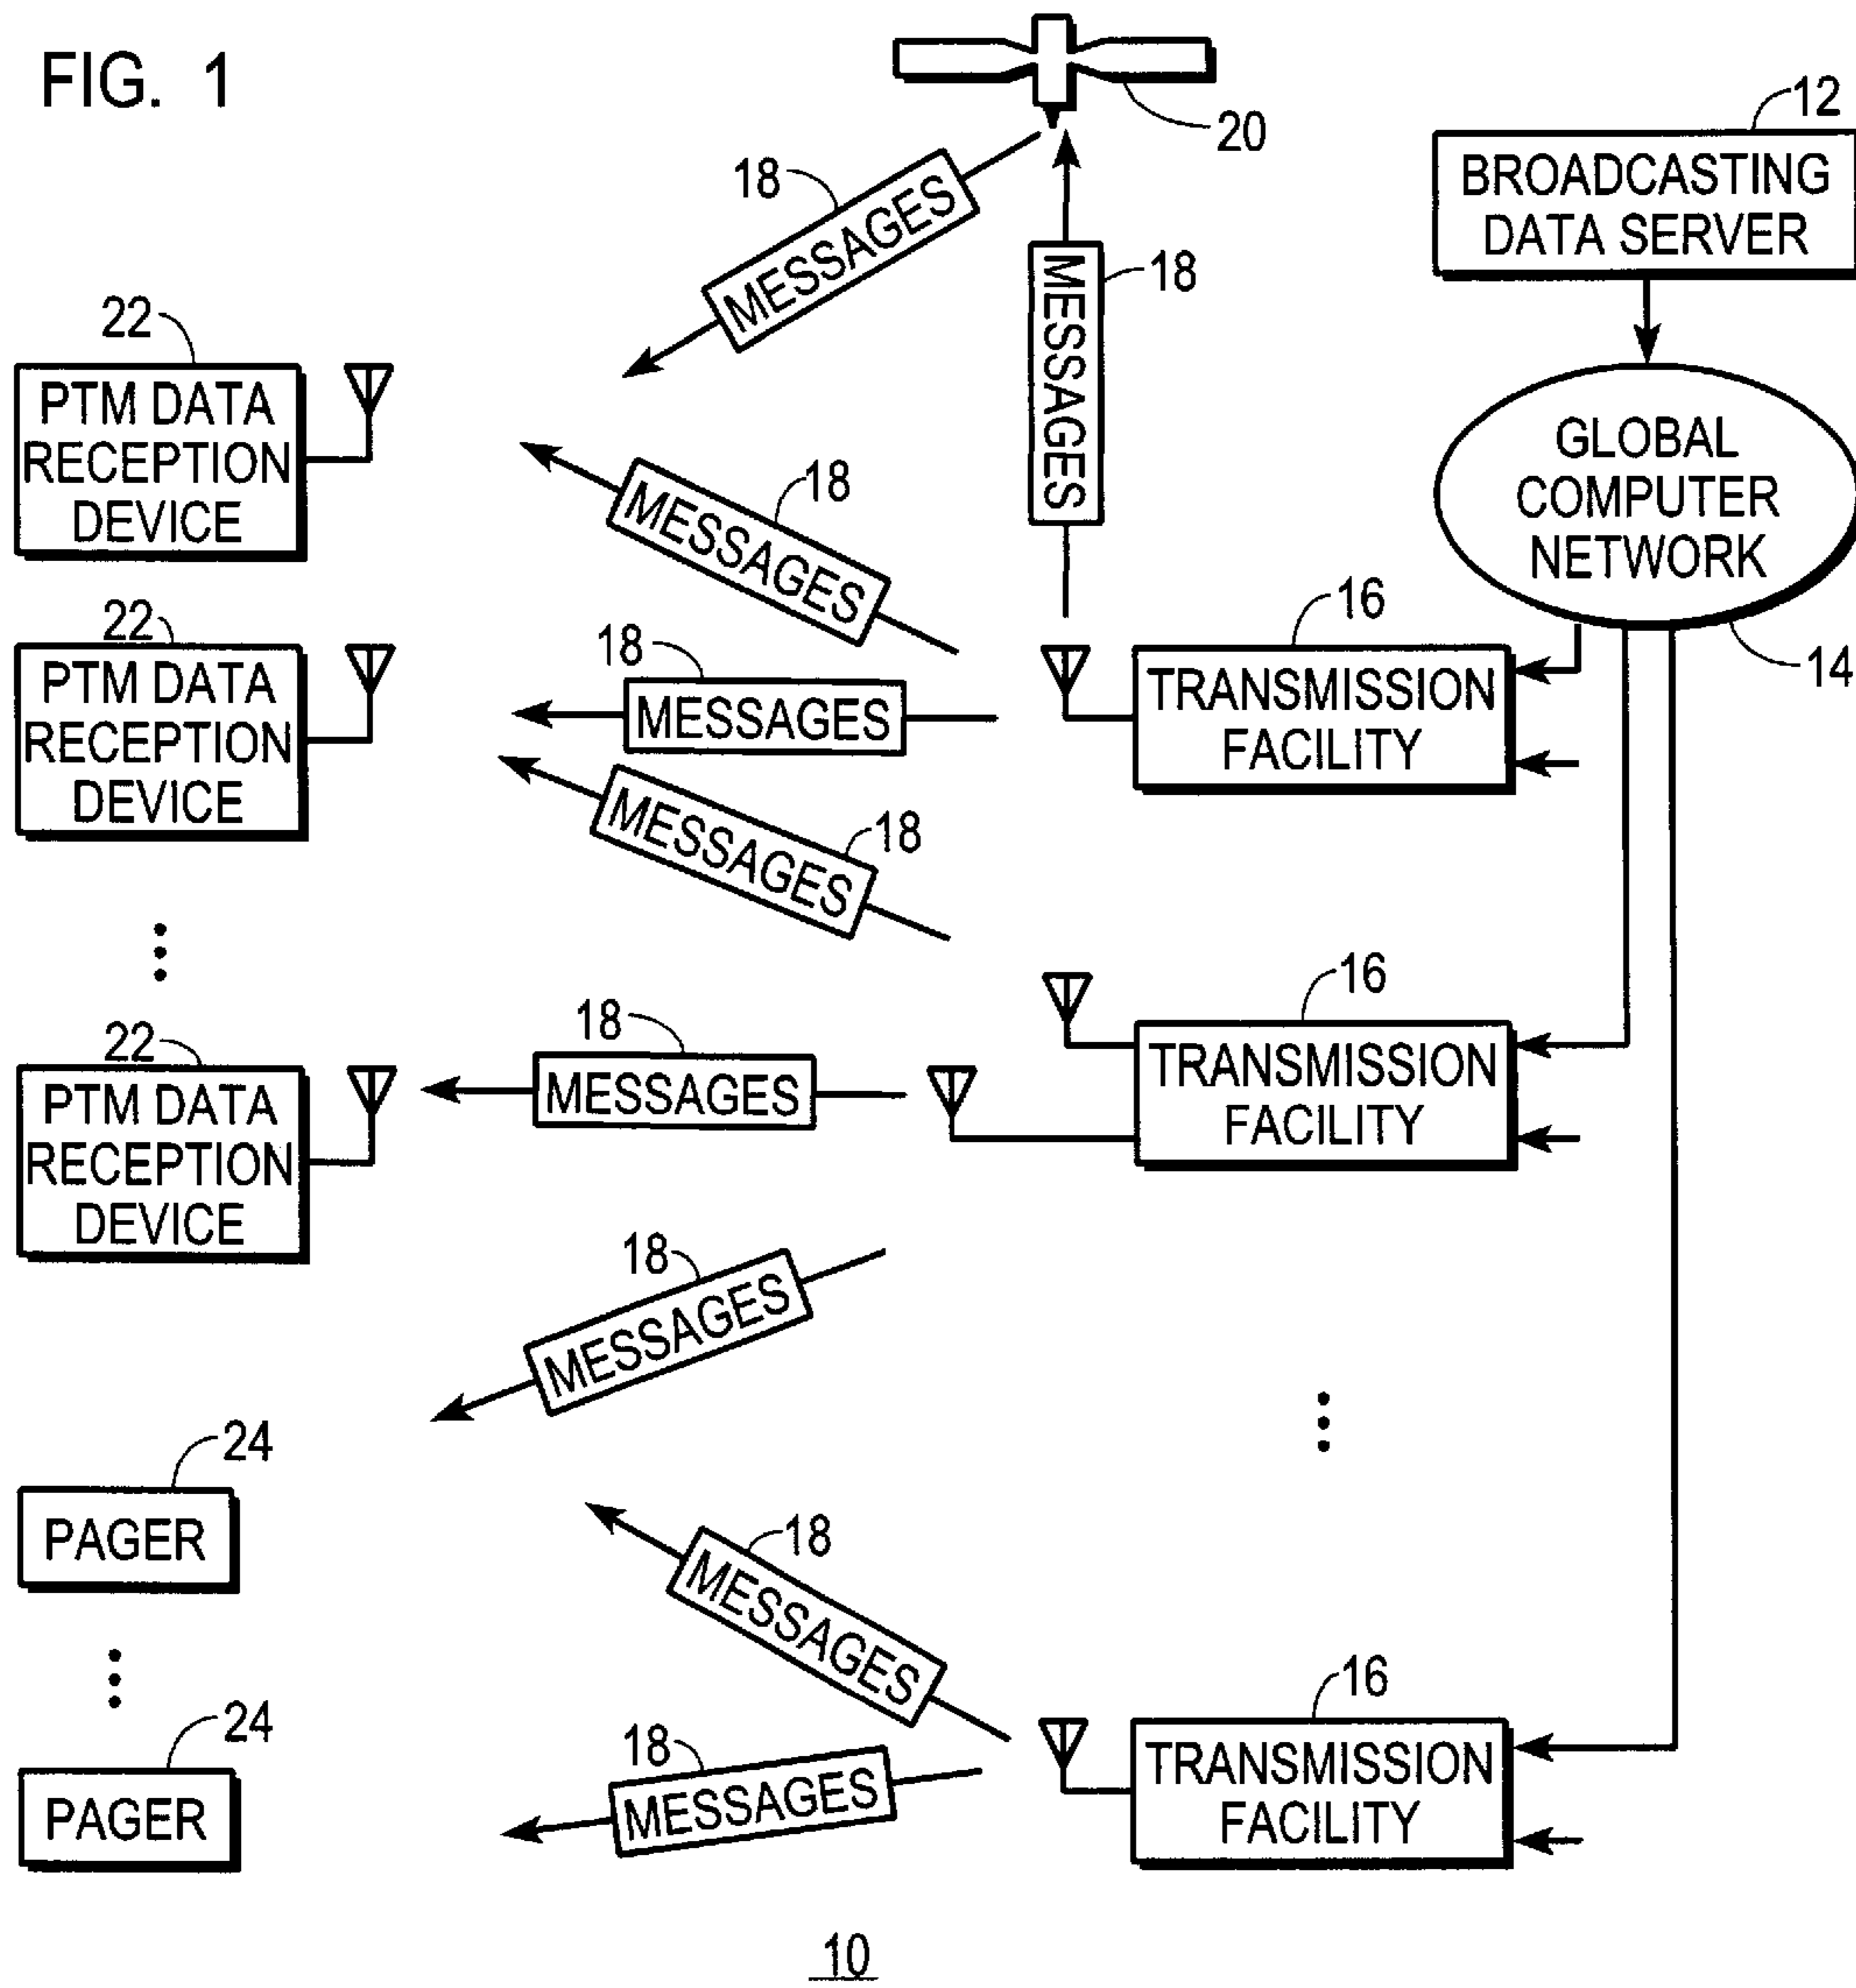 FIG. 1
20
12
BROADCASTING
DATA SERVER
18
MESSAGES
18
MESSAGES
22
PTM DATA
RECEPTION
DEVICE
GLOBAL
COMPUTER
NETWORK
14
18
MESSAGES
22
PTM DATA
RECEPTION
DEVICE
18
MESSAGES
16
TRANSMISSION
FACILITY
18
MESSAGES
16
TRANSMISSION
FACILITY
22
PTM DATA
RECEPTION
DEVICE
18
MESSAGES
18
MESSAGES
24
PAGER
18
MESSAGES
24
PAGER
18
MESSAGES
16
TRANSMISSION
FACILITY
10